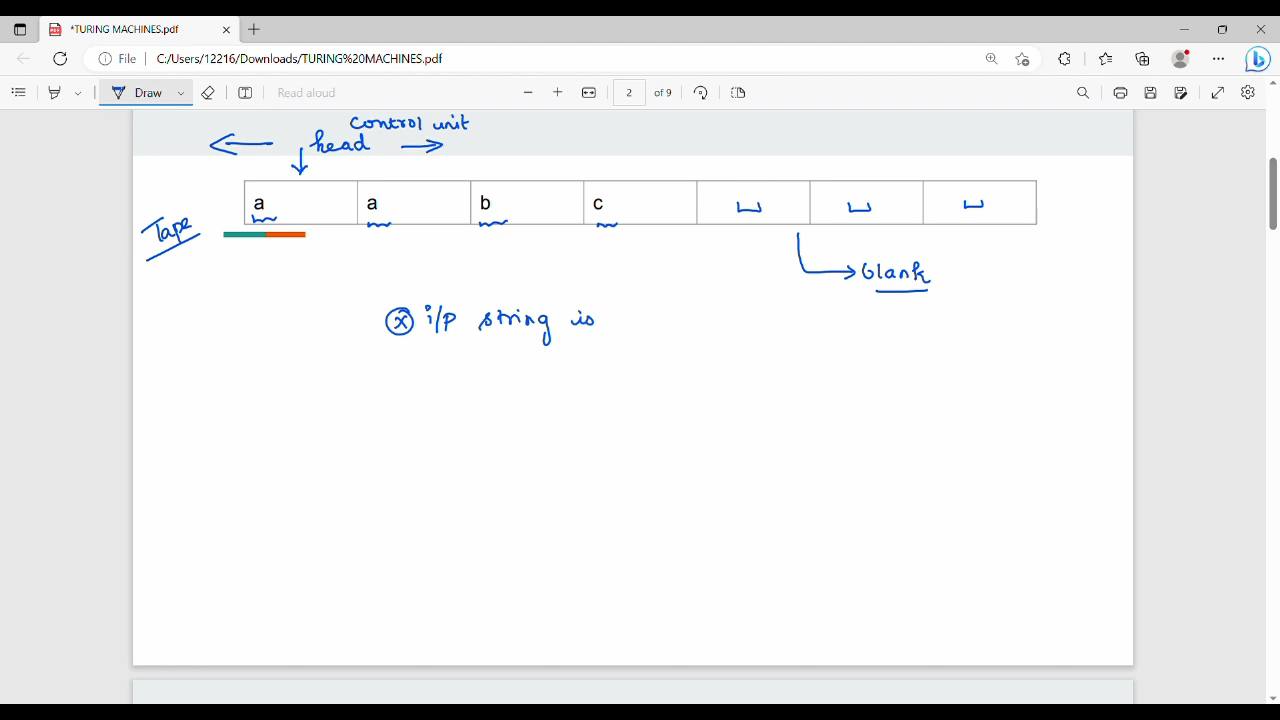 *TURING MACHINES.pdf
File C:/Users/12216/Downloads/TURING%20MACHINES.pdf
Draw Read aloud 2 of 9
Control unit
head
a a b c ␣ ␣ ␣
Tape
blank
i/p string is